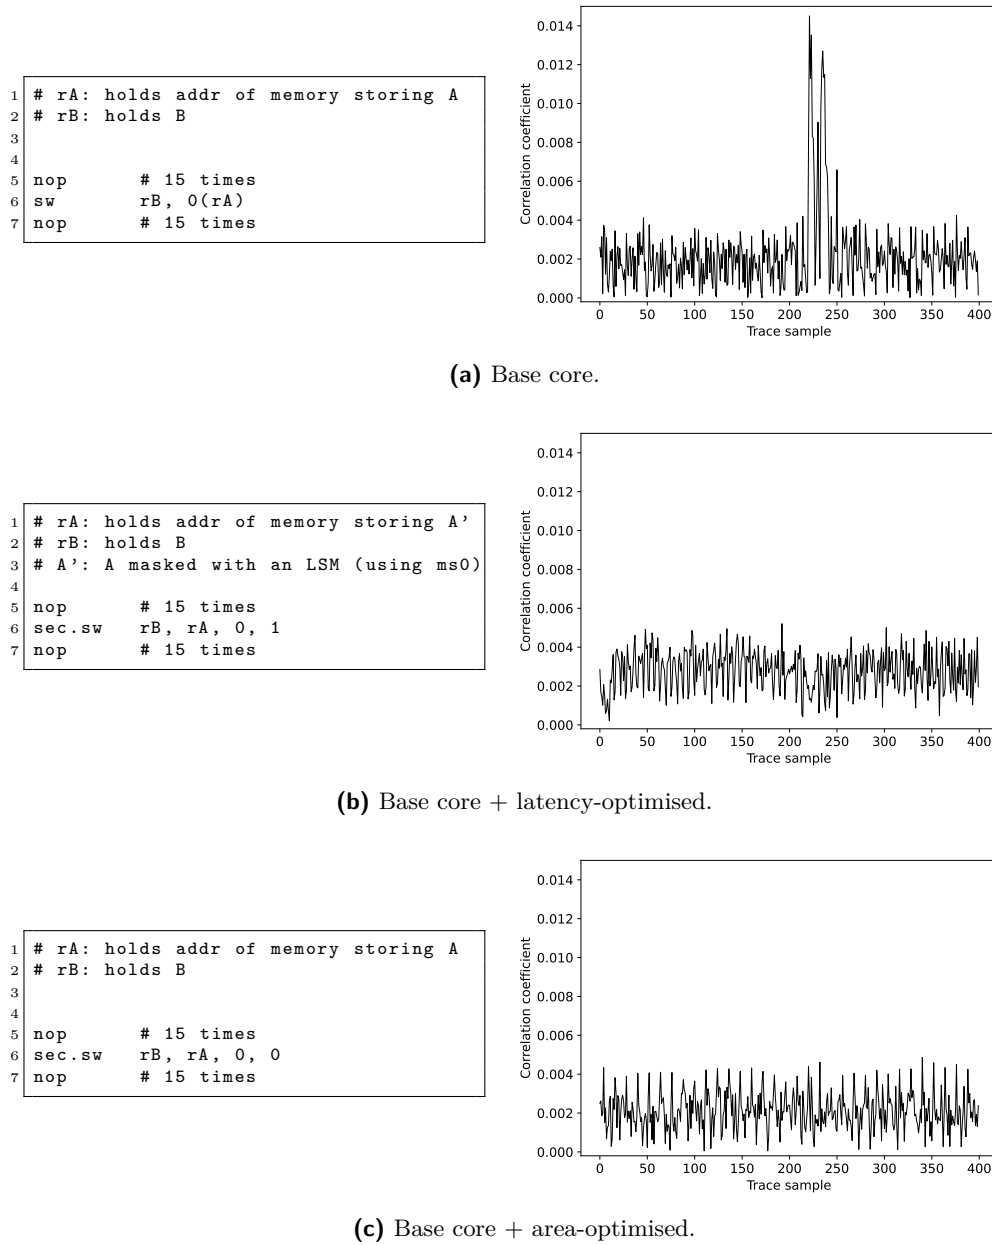 1 # rA: holds addr of memory storing A
2 # rB: holds B
3
4
5 nop # 15 times
6 sw rB, 0(rA)
7 nop # 15 times
Correlation coefficient
0.014
0.012
0.010
0.008
0.006
0.004
0.002
0.000
0 50 100 150 200 250 300 350 400
Trace sample
(a) Base core.
1 # rA: holds addr of memory storing A'
2 # rB: holds B
3 # A': A masked with an LSM (using ms0)
4
5 nop # 15 times
6 sec.sw rB, rA, 0, 1
7 nop # 15 times
Correlation coefficient
0.014
0.012
0.010
0.008
0.006
0.004
0.002
0.000
0 50 100 150 200 250 300 350 400
Trace sample
(b) Base core + latency-optimised.
1 # rA: holds addr of memory storing A
2 # rB: holds B
3
4
5 nop # 15 times
6 sec.sw rB, rA, 0, 0
7 nop # 15 times
Correlation coefficient
0.014
0.012
0.010
0.008
0.006
0.004
0.002
0.000
0 50 100 150 200 250 300 350 400
Trace sample
(c) Base core + area-optimised.